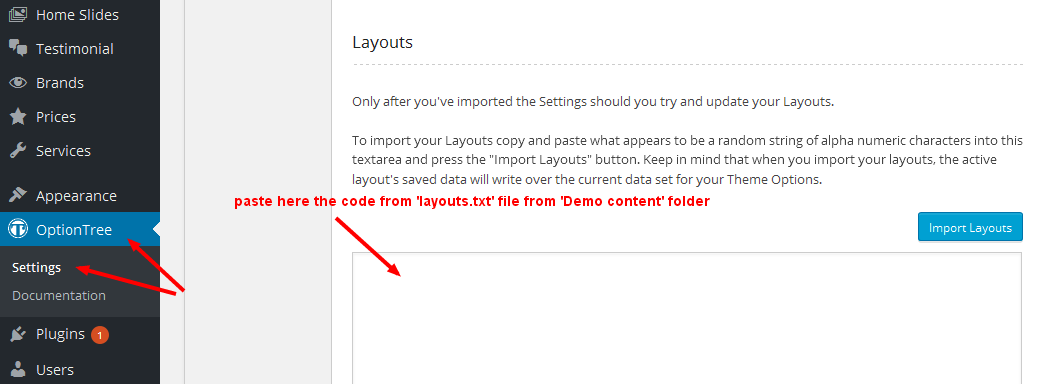 Home Slides
Testimonial
Brands
Prices
Services
Appearance
OptionTree
Settings
Documentation
Plugins 1
Users
Layouts
Only after you've imported the Settings should you try and update your Layouts.
To import your Layouts copy and paste what appears to be a random string of alpha numeric characters into this
textarea and press the "Import Layouts" button. Keep in mind that when you import your layouts, the active
layout's saved data will write over the current data set for your Theme Options.
paste here the code from 'layouts.txt' file from 'Demo content' folder
Import Layouts